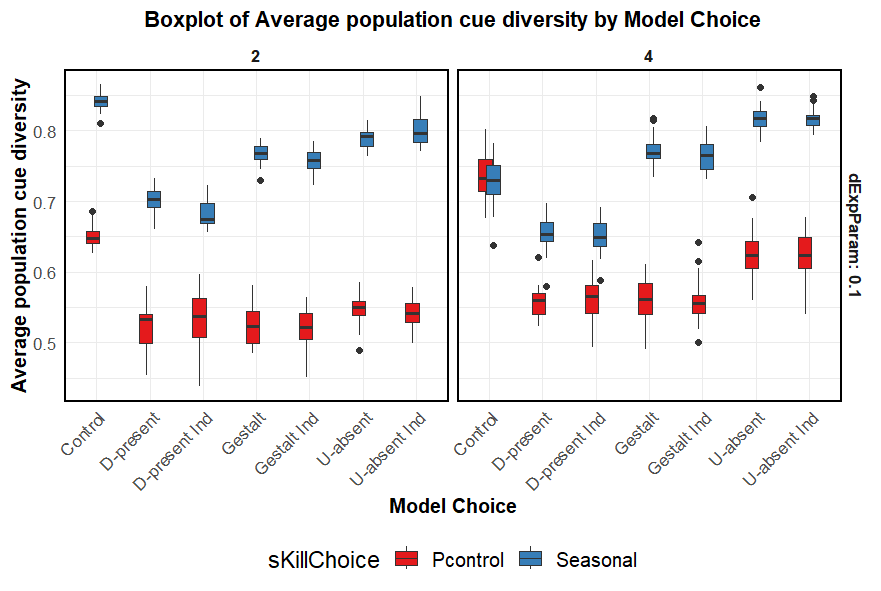 Boxplot of Average population cue diversity by Model Choice
2
4
Average population cue diversity
0.8
0.7
0.6
0.5
dExpParam: 0.1
Control
D-present
D-present Ind
Gestalt
Gestalt Ind
U-absent
U-absent Ind
Control
D-present
D-present Ind
Gestalt
Gestalt Ind
U-absent
U-absent Ind
Model Choice
sKillChoice Pcontrol Seasonal